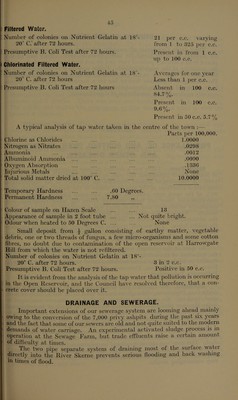 45
Filtered Water.
Number of colonies on Nutrient Gelatin at 18°- 21 per c.c. varying
20° C. after 72 hours. from 1 to 325 per c.c.
Presumptive B. Coli Test after 72 hours. Present in from 1 c.c.
up to 100 c.c.
Chlorinated Filtered Water.
Number of colonies on Nutrient Gelatin at 18°- Averages for one year
20° C. after 72 hours. Less than 1 per c.c.
Presumptive B. Coli Test after 72 hours. Absent in 100 c.c.
84.7%.
Present in 100 c.c.
9.6%.
Present in 50 c.c. 5.7%
A typical analysis of tap water taken in the centre of the town:—
Parts per 100,000.
Chlorine as Chlorides 1.0000
Nitrogen as Nitrates .0288
Ammonia .0012
Albuminoid Ammonia .0090
Oxygen Absorption .1330
Injurious Metals None
Total solid matter dried at 100° C. 10.0000
Temporary Hardness .00 Degrees.
Permanent Hardness 7.80 „
Colour of sample on Hazen Scale 13
Appearance of sample in 2 foot tube Not quite bright.
Odour when heated to 50 Degrees C. None
Small deposit from ½ gallon consisting of earthy matter, vegetable
debris, one or two threads of fungus, a few micro-organisms and some cotton
fibres, no doubt due to contamination of the open reservoir at Harrowgate
Hill from which the water is not refiltered.
Number of colonies on Nutrient Gelatin at 18°-
20° C. after 72 hours. 8 in 2 c.c.
Presumptive B. Coli Test after 72 hours. Positive in 50 c.c.
It is evident from the analysis of the tap water that pollution is occurring
in the Open Reservoir, and the Council have resolved therefore, that a con-
crete cover should be placed over it.
DRAINAGE AND SEWERAGE.
Important extensions of our sewerage system are looming ahead mainly
owing to the conversion of the 7,000 privy ashpits during the past six years
and the fact that some of our sewers are old and not quite suited to the modern
demands of water carriage. An experimental activated sludge process is in
operation at the Sewage Farm, but trade effluents raise a certain amount
of difficulty at times.
The two pipe separate system of draining most of the surface water
directly into the River Skerne prevents serious flooding and back washing
in times of flood.